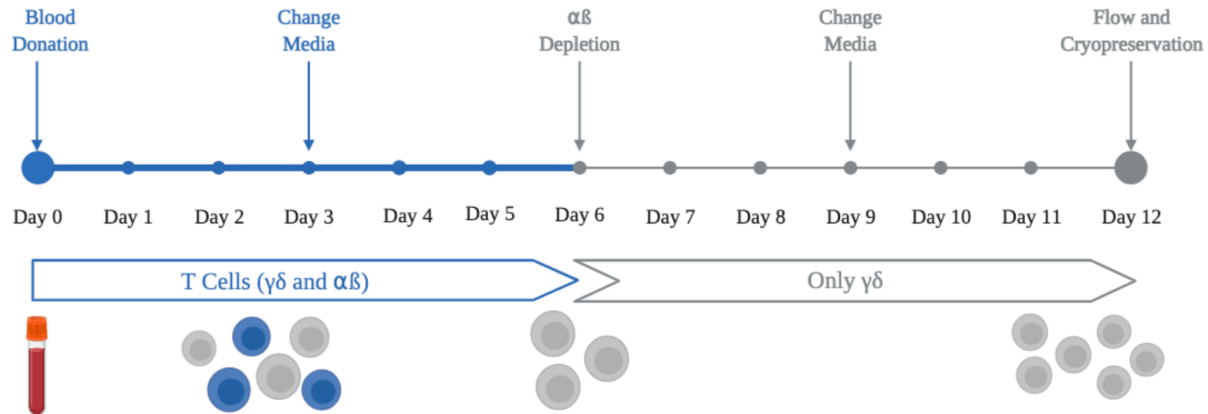 Blood
Donation
Change
Media
αß
Depletion
Change
Media
Flow and
Cryopreservation
Day 0
Day 1
Day 2
Day 3
Day 4
Day 5
Day 6
Day 7
Day 8
Day 9
Day 10
Day 11
Day 12
T Cells (γδ and αß)
Only γδ